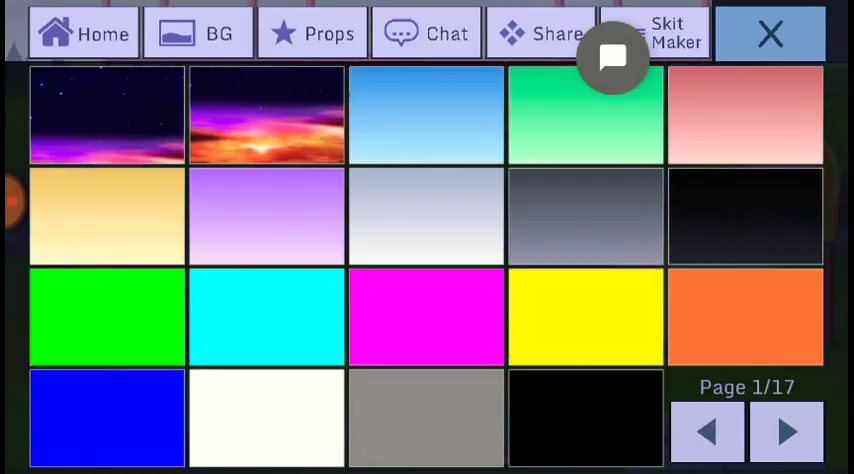 Home
BG
Props
Chat
Share
Skit
Maker
Page 1/17